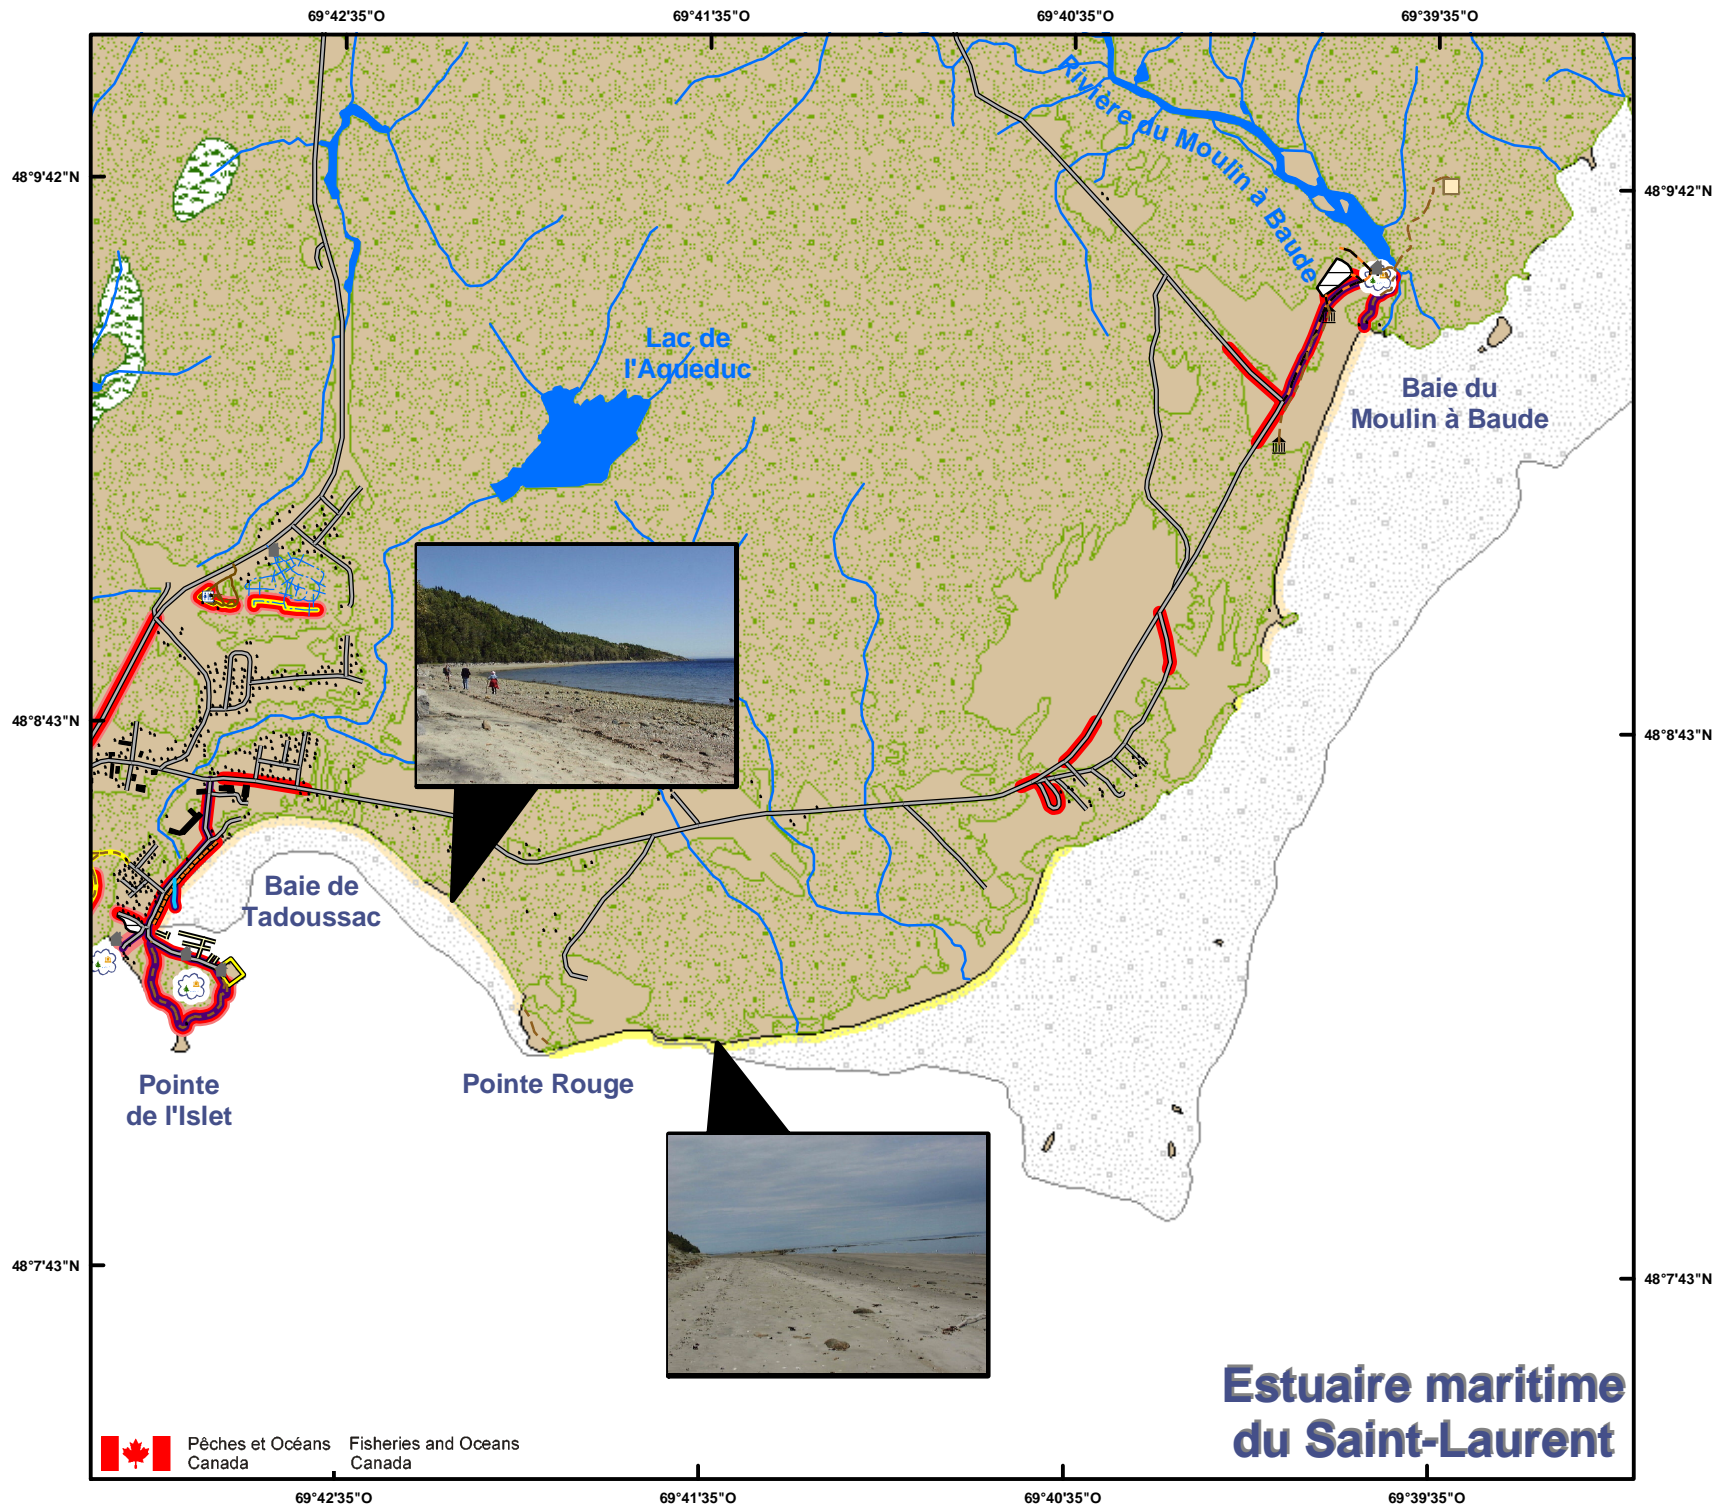 69°42'35"O
69°41'35"O
69°40'35"O
69°39'35"O
Rivière du Moulin à Baude
48°9'42"N
48°9'42"N
Lac de
l'Aqueduc
Baie du
Moulin à Baude
48°8'43"N
48°8'43"N
Baie de
Tadoussac
Pointe
de l'Islet
Pointe Rouge
48°7'43"N
48°7'43"N
Estuaire maritime
du Saint-Laurent
Pêches et Océans
Canada
Fisheries and Oceans
Canada
69°42'35"O
69°41'35"O
69°40'35"O
69°39'35"O